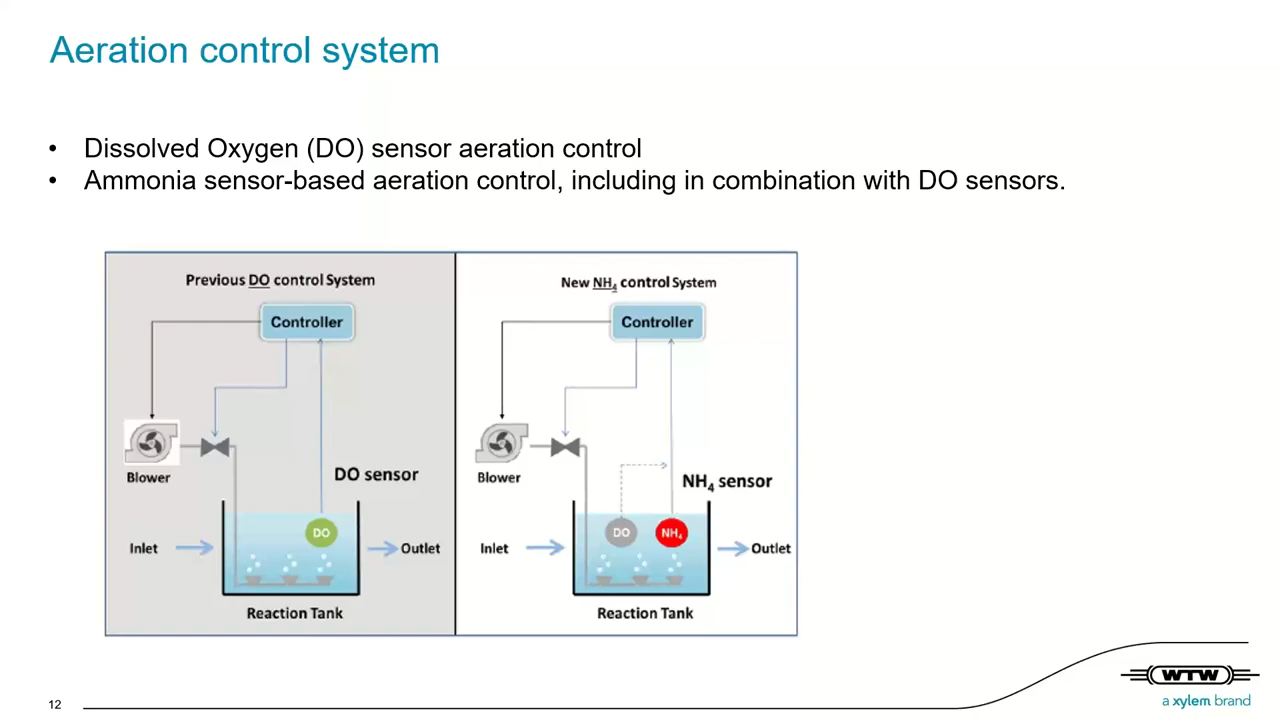 Aeration control system
• Dissolved Oxygen (DO) sensor aeration control
• Ammonia sensor-based aeration control, including in combination with DO sensors.
Previous DO control System
Controller
Blower
DO sensor
DO
Inlet
Outlet
Reaction Tank
New NH₄ control System
Controller
Blower
NH₄ sensor
DO
NH₄
Inlet
Outlet
Reaction Tank
12
WTW
a xylem brand